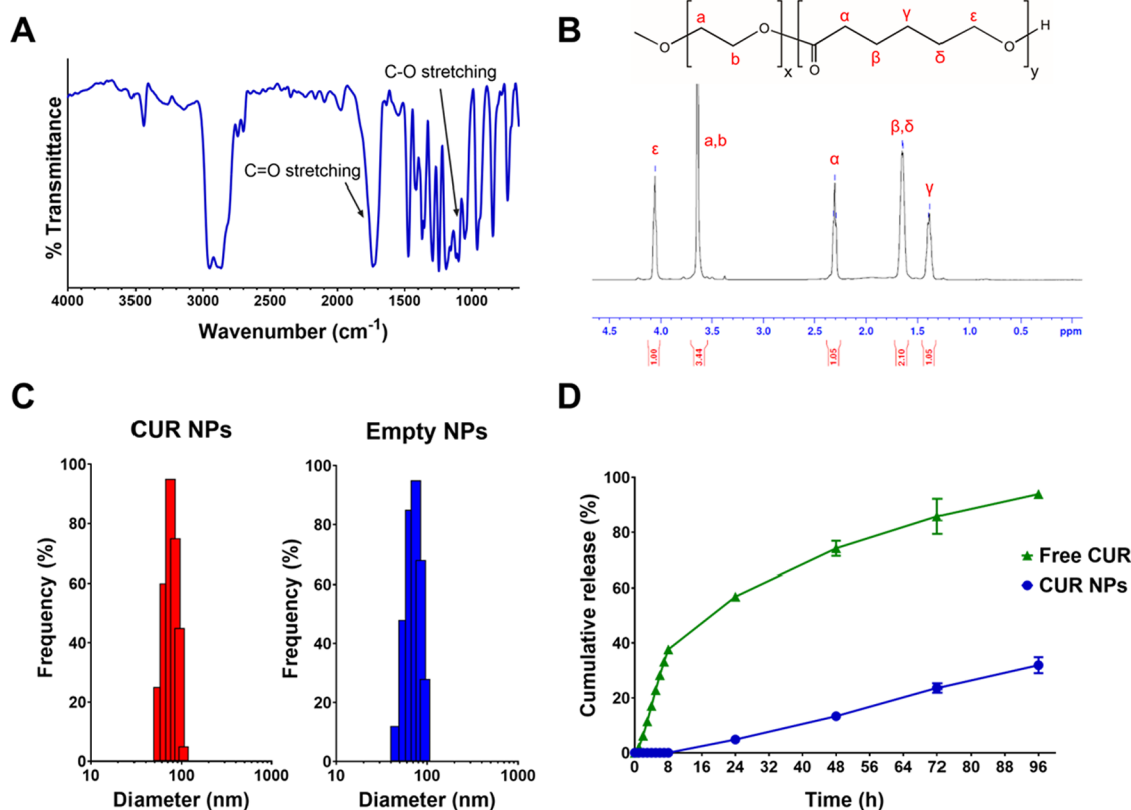 A
% Transmittance
C-O stretching
C=O stretching
4000 3500 3000 2500 2000 1500 1000
Wavenumber (cm-1)
B
a
b
x
α
β
γ
δ
ε
y
O
O
O
O
H
ε
a,b
α
β,δ
γ
4.5 4.0 3.5 3.0 2.5 2.0 1.5 1.0 0.5 ppm
1.00 3.44 1.05 2.10 1.05
C
CUR NPs
Frequency (%)
100
80
60
40
20
0
10 100 1000
Diameter (nm)
Empty NPs
Frequency (%)
100
80
60
40
20
0
10 100 1000
Diameter (nm)
D
Cumulative release (%)
100
80
60
40
20
0
0 8 16 24 32 40 48 56 64 72 80 88 96
Time (h)
Free CUR
CUR NPs